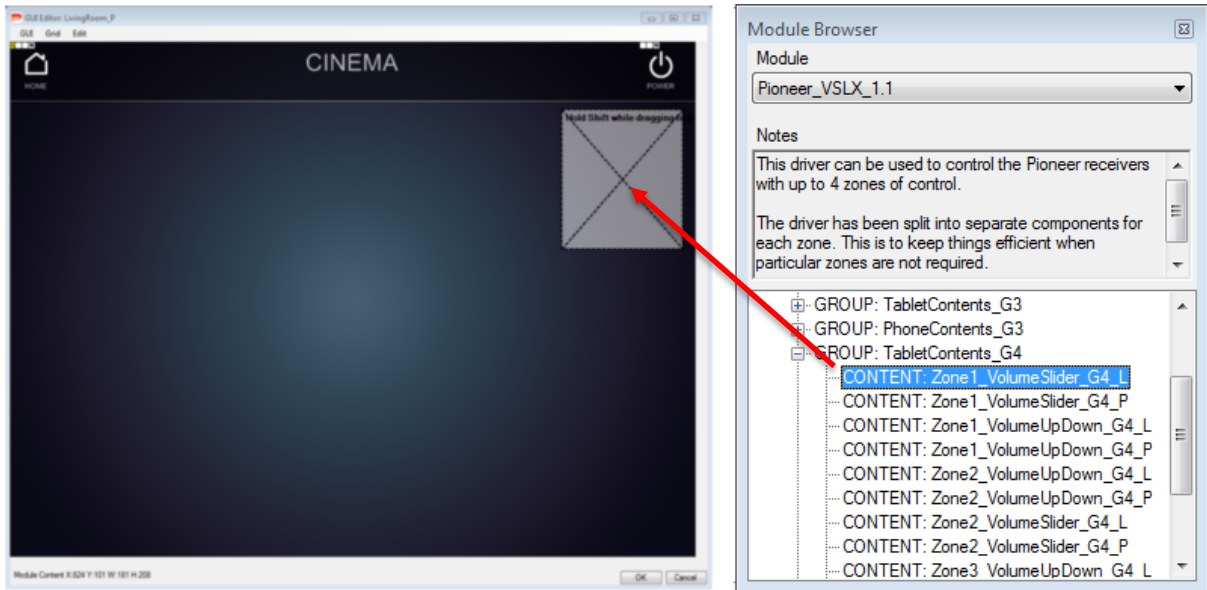 GUI Editor: LivingRoom_P
GUI Grid Edit
HOME
CINEMA
POWER
Hold Shift while dragging
Module Content X:824 Y:101 W:181 H:208
OK Cancel
Module Browser
Module
Pioneer_VSLX_1.1
Notes
This driver can be used to control the Pioneer receivers
with up to 4 zones of control.
The driver has been split into separate components for
each zone. This is to keep things efficient when
particular zones are not required.
GROUP: TabletContents_G3
GROUP: PhoneContents_G3
GROUP: TabletContents_G4
CONTENT: Zone1_VolumeSlider_G4_L
CONTENT: Zone1_VolumeSlider_G4_P
CONTENT: Zone1_VolumeUpDown_G4_L
CONTENT: Zone1_VolumeUpDown_G4_P
CONTENT: Zone2_VolumeUpDown_G4_L
CONTENT: Zone2_VolumeUpDown_G4_P
CONTENT: Zone2_VolumeSlider_G4_L
CONTENT: Zone2_VolumeSlider_G4_P
CONTENT: Zone3_VolumeUpDown_G4_L